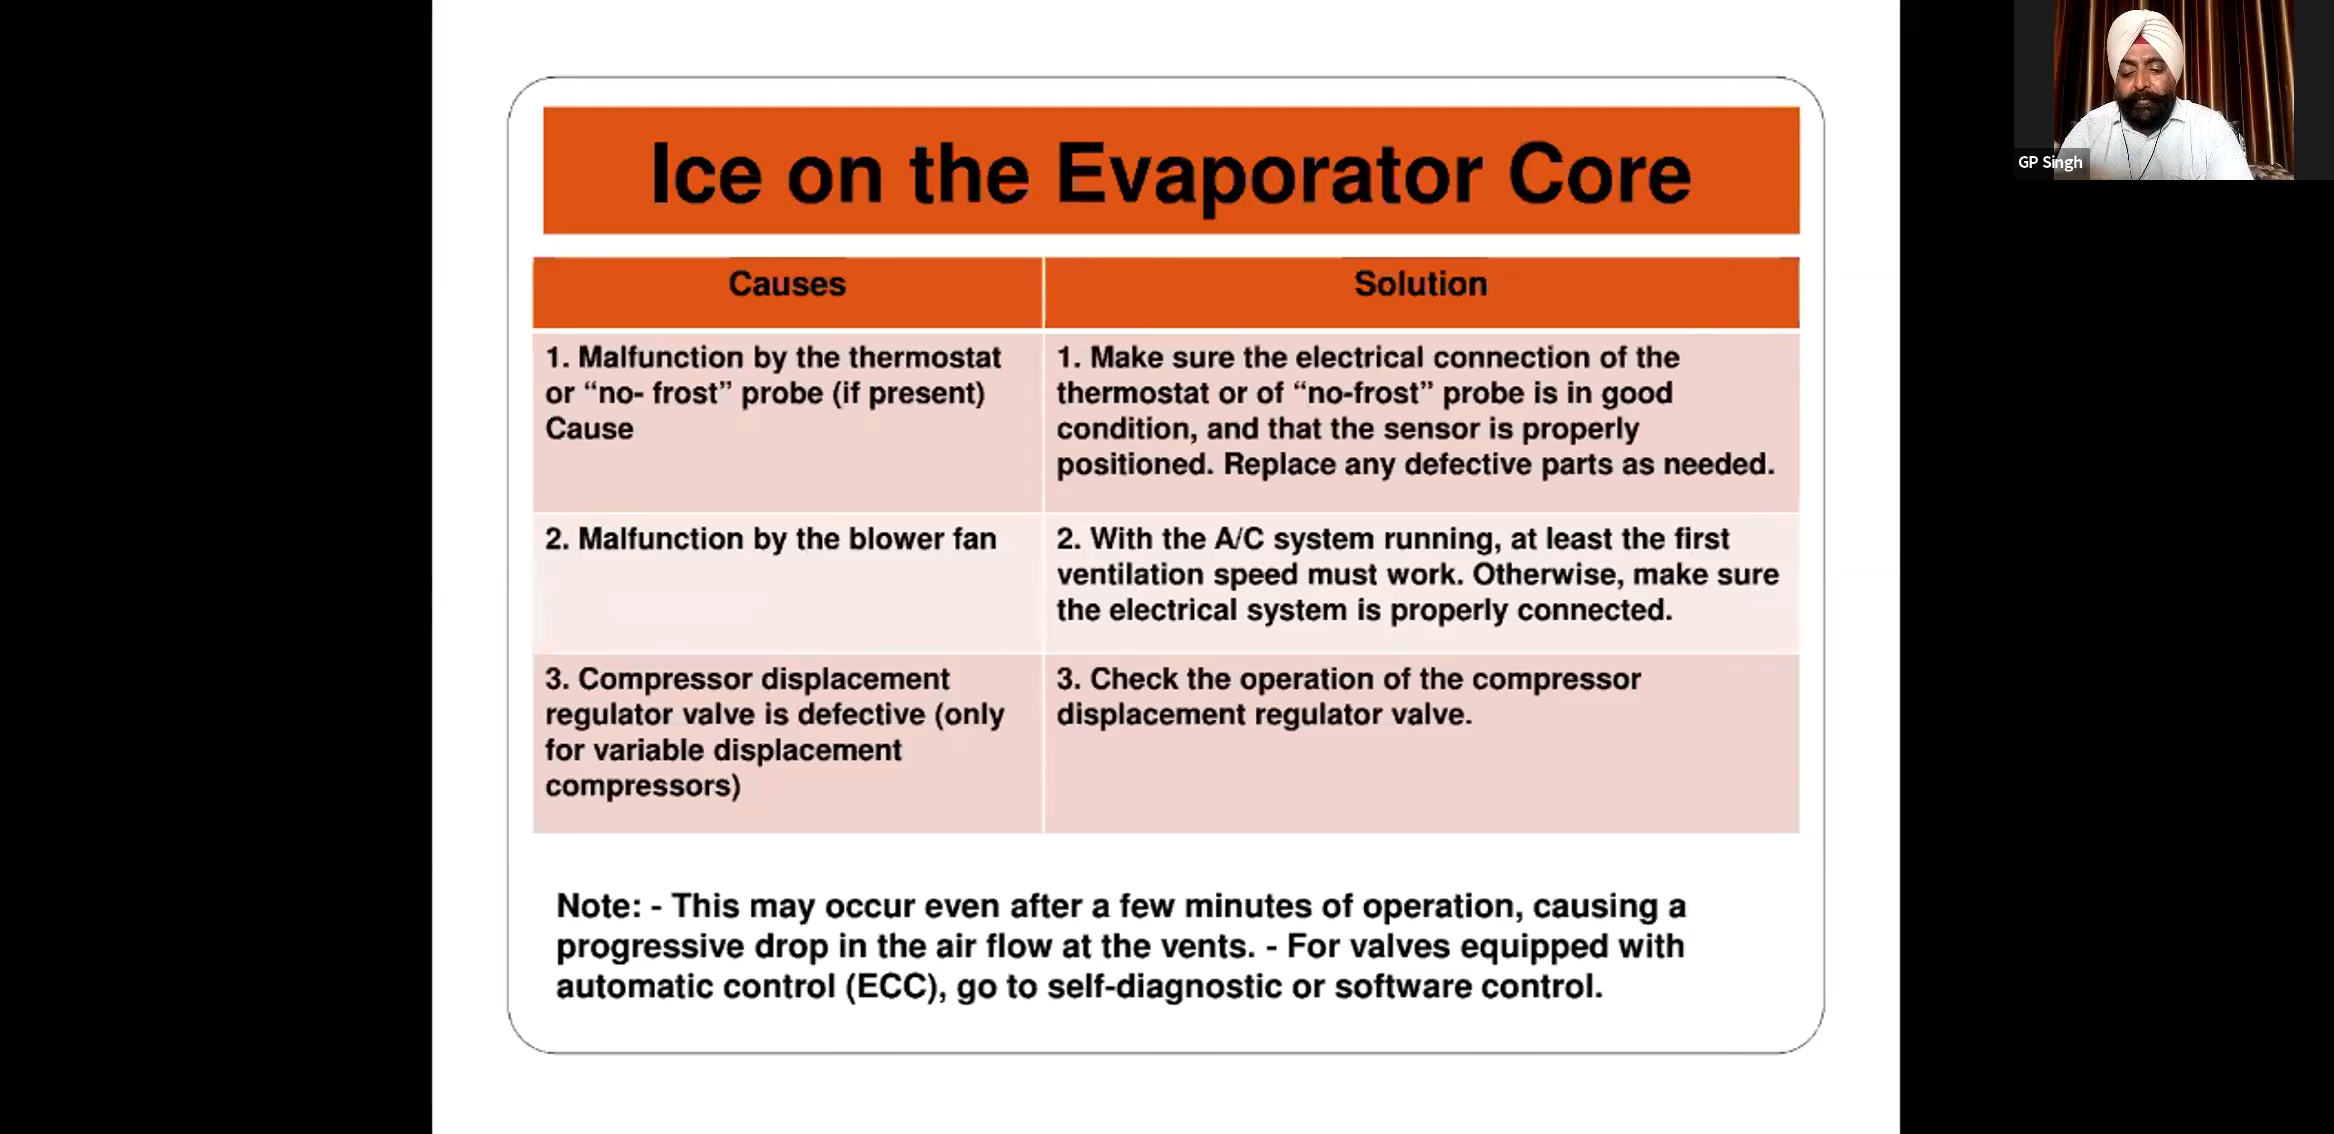 Ice on the Evaporator Core
GP Singh
Causes
Solution
1. Malfunction by the thermostat
or “no- frost” probe (if present)
Cause
1. Make sure the electrical connection of the
thermostat or of “no-frost” probe is in good
condition, and that the sensor is properly
positioned. Replace any defective parts as needed.
2. Malfunction by the blower fan
2. With the A/C system running, at least the first
ventilation speed must work. Otherwise, make sure
the electrical system is properly connected.
3. Compressor displacement
regulator valve is defective (only
for variable displacement
compressors)
3. Check the operation of the compressor
displacement regulator valve.
Note: - This may occur even after a few minutes of operation, causing a
progressive drop in the air flow at the vents. - For valves equipped with
automatic control (ECC), go to self-diagnostic or software control.